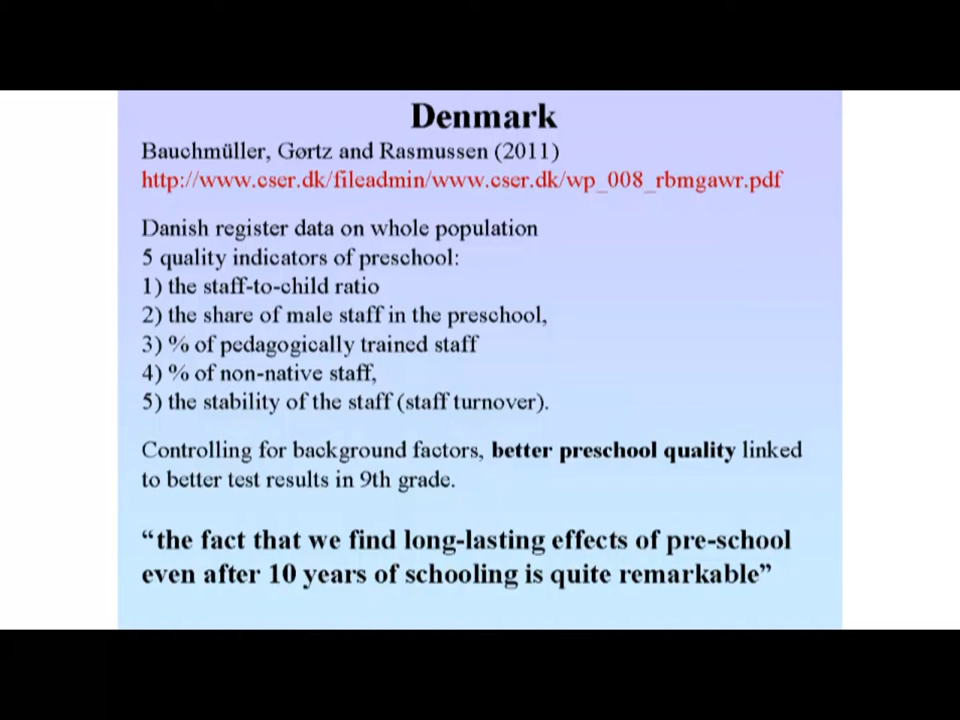 Denmark
Bauchmüller, Gørtz and Rasmussen (2011)
http://www.cser.dk/fileadmin/www.cser.dk/wp_008_rbmgawr.pdf
Danish register data on whole population
5 quality indicators of preschool:
1) the staff-to-child ratio
2) the share of male staff in the preschool,
3) % of pedagogically trained staff
4) % of non-native staff,
5) the stability of the staff (staff turnover).
Controlling for background factors, better preschool quality linked
to better test results in 9th grade.
“the fact that we find long-lasting effects of pre-school
even after 10 years of schooling is quite remarkable”